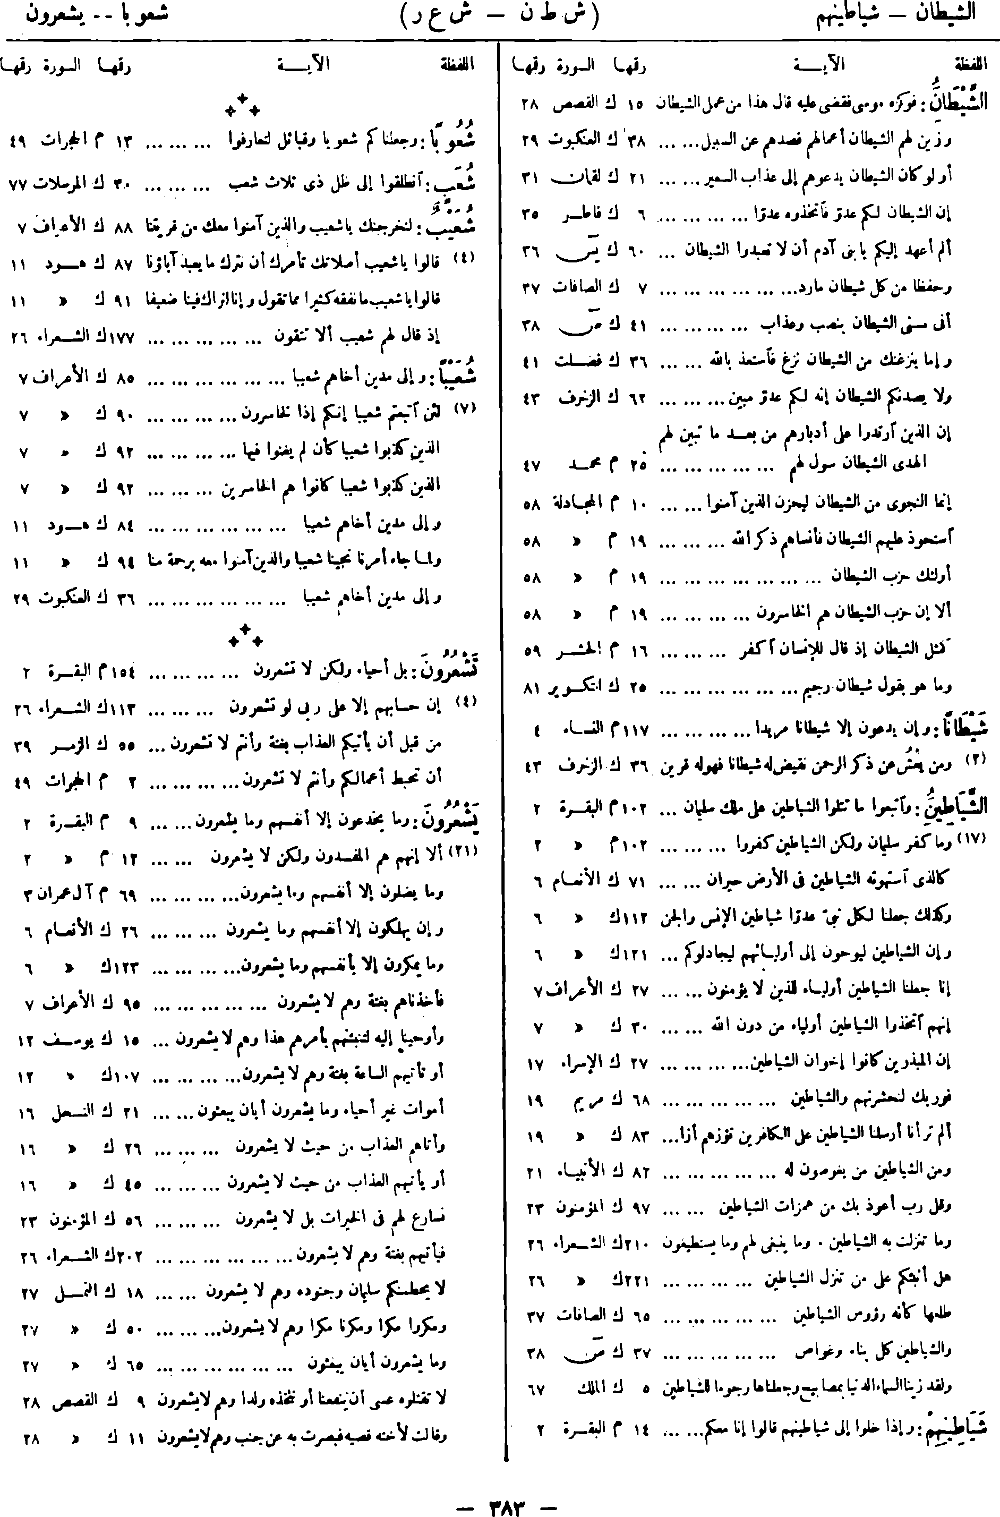 الشيطان — شياطينهم
( ش ط ن — ش ع ر )
شعوبا -- يشعرون
اللفظة الآيــة رقمها السورة رقمها
الشَّيْطَانُ : فوكزه موسى فقضى عليه قال هذا من عمل الشيطان ١٥ ك القصص ٢٨
وزين لهم الشيطان أعمالهم فصدهم عن السبيل... ... ٣٨ ك العنكبوت ٢٩
أولو كان الشيطان يدعوهم إلى عذاب السعير... ... ٢١ ك لقمان ٣١
إن الشيطان لكم عدوّ فاتخذوه عدوّا ... ... ... ... ٦ ك فاطر ٣٥
ألم أعهد إليكم يا بنى آدم أن لا تعبدوا الشيطان ... ٦٠ ك يس ٣٦
وحفظا من كل شيطان مارد... ... ... ... ... ... ٧ ك الصافات ٣٧
أنى مسنى الشيطان بنصب وعذاب ... ... ... ... ٤١ ك ص ٣٨
وإما ينزغنك من الشيطان نزغ فاستعذ بالله ... ... ٣٦ ك فصلت ٤١
ولا يصدنكم الشيطان إنه لكم عدوّ مبين... ... ... ٦٢ ك الزخرف ٤٣
إن الذين ارتدوا على أدبارهم من بعد ما تبين لهم
الهدى الشيطان سول لهم ... ... ... ... ... ٢٥ م محمد ٤٧
إنما النجوى من الشيطان ليحزن الذين آمنوا ... ... ١٠ م المجادلة ٥٨
استحوذ عليهم الشيطان فأنساهم ذكر الله ... ... ... ١٩ م « ٥٨
أولئك حزب الشيطان ... ... ... ... ... ... ... ١٩ م « ٥٨
ألا إن حزب الشيطان هم الخاسرون ... ... ... ... ١٩ م « ٥٨
كمثل الشيطان إذ قال للإنسان اكفر ... ... ... ١٦ م الحشر ٥٩
وما هو بقول شيطان رجيم... ... ... ... ... ... ٢٥ ك التكوير ٨١
شَيْطَانًا : وإن يدعون إلا شيطانا مريدا ... ... ... ... ١١٧ م النساء ٤
(٢) ومن يعْشُ عن ذكر الرحمن نقيض له شيطانا فهو له قرين ٣٦ ك الزخرف ٤٣
الشَّيَاطِينُ : واتبعوا ما تتلوا الشياطين على ملك سليمان ... ١٠٢ م البقرة ٢
(١٧) وما كفر سليمان ولكن الشياطين كفروا ... ... ... ١٠٢ م « ٢
كالذى استهوته الشياطين فى الأرض حيران ... ... ٧١ ك الأنعام ٦
وكذلك جعلنا لكل نبىّ عدوّا شياطين الإنس والجن ١١٢ ك « ٦
وإن الشياطين ليوحون إلى أوليائهم ليجادلوكم ... ١٢١ ك « ٦
إنا جعلنا الشياطين أولياء للذين لا يؤمنون ... ... ٢٧ ك الأعراف ٧
إنهم اتخذوا الشياطين أولياء من دون الله ... ... ٣٠ ك « ٧
إن المبذرين كانوا إخوان الشياطين... ... ... ... ٢٧ ك الإسراء ١٧
فوربك لنحشرنهم والشياطين ... ... ... ... ... ٦٨ ك مريم ١٩
ألم تر أنا أرسلنا الشياطين على الكافرين تؤزهم أزا... ٨٣ ك « ١٩
ومن الشياطين من يغوصون له ... ... ... ... ... ٨٢ ك الأنبياء ٢١
وقل رب أعوذ بك من همزات الشياطين ... ... ٩٧ ك المؤمنون ٢٣
وما تنزلت به الشياطين . وما ينبغى لهم وما يستطيعون ٢١٠ ك الشعراء ٢٦
هل أنبئكم على من تنزل الشياطين ... ... ... ... ٢٢١ ك « ٢٦
طلعها كأنه رؤوس الشياطين ... ... ... ... ... ٦٥ ك الصافات ٣٧
والشياطين كل بناء وغواص ... ... ... ... ... ٣٧ ك ص ٣٨
ولقد زينا السماء الدنيا بمصابيح وجعلناها رجوما للشياطين ٥ ك الملك ٦٧
شَيَاطِينِهِمْ : وإذا خلوا إلى شياطينهم قالوا إنا معكم... ... ١٤ م البقرة ٢
اللفظة الآيــة رقمها السورة رقمها
شُعُوبًا : وجعلناكم شعوبا وقبائل لتعارفوا ... ... ... ١٣ م الحجرات ٤٩
شُعَبٍ : انطلقوا إلى ظل ذى ثلاث شعب ... ... ... ٣٠ ك المرسلات ٧٧
شُعَيْبُ : لنخرجنك يا شعيب والذين آمنوا معك من قريتنا ٨٨ ك الأعراف ٧
(٤) قالوا يا شعيب أصلاتك تأمرك أن نترك ما يعبد آباؤنا ٨٧ ك هود ١١
قالوا يا شعيب ما نفقه كثيرا مما تقول وإنا لنراك فينا ضعيفا ٩١ ك « ١١
إذ قال لهم شعيب ألا تتقون ... ... ... ... ... ١٧٧ ك الشعراء ٢٦
شُعَيْبًا : وإلى مدين أخاهم شعيبا ... ... ... ... ... ... ٨٥ ك الأعراف ٧
(٧) لئن اتبعتم شعيبا إنكم إذا لخاسرون... ... ... ... ٩٠ ك « ٧
الذين كذبوا شعيبا كأن لم يغنوا فيها ... ... ... ... ٩٢ ك « ٧
الذين كذبوا شعيبا كانوا هم الخاسرين ... ... ... ٩٢ ك « ٧
وإلى مدين أخاهم شعيبا ... ... ... ... ... ... ٨٤ ك هود ١١
ولما جاء أمرنا نجينا شعيبا والذين آمنوا معه برحمة منا ٩٤ ك « ١١
وإلى مدين أخاهم شعيبا ... ... ... ... ... ... ٣٦ ك العنكبوت ٢٩
تَشْعُرُونَ : بل أحياء ولكن لا تشعرون ... ... ... ... ١٥٤ م البقرة ٢
(٤) إن حسابهم إلا على ربى لو تشعرون ... ... ... ١١٣ ك الشعراء ٢٦
من قبل أن يأتيكم العذاب بغتة وأنتم لا تشعرون ... ٥٥ ك الزمر ٣٩
أن تحبط أعمالكم وأنتم لا تشعرون... ... ... ... ٢ م الحجرات ٤٩
يَشْعُرُونَ : وما يخدعون إلا أنفسهم وما يشعرون... ... ... ٩ م البقرة ٢
(٢١) ألا إنهم هم المفسدون ولكن لا يشعرون ... ... ١٢ م « ٢
وما يضلون إلا أنفسهم وما يشعرون... ... ... ... ٦٩ م آل عمران ٣
وإن يهلكون إلا أنفسهم وما يشعرون ... ... ... ٢٦ ك الأنعام ٦
وما يمكرون إلا بأنفسهم وما يشعرون... ... ... ... ١٢٣ ك « ٦
فأخذناهم بغتة وهم لا يشعرون ... ... ... ... ... ٩٥ ك الأعراف ٧
وأوحينا إليه لتنبئنهم بأمرهم هذا وهم لا يشعرون ... ١٥ ك يوسف ١٢
أو تأتيهم الساعة بغتة وهم لا يشعرون... ... ... ... ١٠٧ ك « ١٢
أموات غير أحياء وما يشعرون أيان يبعثون... ... ... ٢١ ك النحل ١٦
وأتاهم العذاب من حيث لا يشعرون ... ... ... ٢٦ ك « ١٦
أو يأتيهم العذاب من حيث لا يشعرون ... ... ... ٤٥ ك « ١٦
نسارع لهم فى الخيرات بل لا يشعرون ... ... ... ٥٦ ك المؤمنون ٢٣
فيأتيهم بغتة وهم لا يشعرون... ... ... ... ... ... ٢٠٢ ك الشعراء ٢٦
لا يحطمنكم سليمان وجنوده وهم لا يشعرون ... ... ١٨ ك النمل ٢٧
ومكروا مكرا ومكرنا مكرا وهم لا يشعرون... ... ... ٥٠ ك « ٢٧
وما يشعرون أيان يبعثون ... ... ... ... ... ... ٦٥ ك « ٢٧
لا تقتلوه عسى أن ينفعنا أو نتخذه ولدا وهم لا يشعرون ٩ ك القصص ٢٨
وقالت لأخته قصيه فبصرت به عن جنب وهم لا يشعرون ١١ ك « ٢٨
— ٣٨٣ —